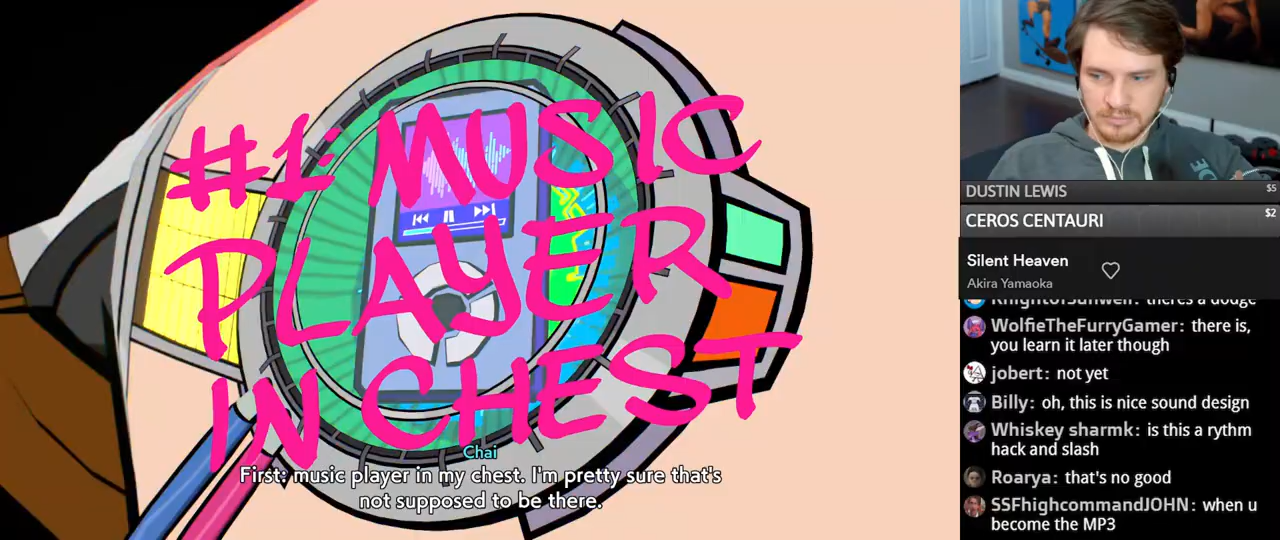 #1: MUSIC
PLAYER
IN CHEST
Chai
First: music player in my chest. I'm pretty sure that's
not supposed to be there.
DUSTIN LEWIS $5
CEROS CENTAURI $2
Silent Heaven
Akira Yamaoka
KnightofSunwell: theres a dodge
WolfieTheFurryGamer: there is,
you learn it later though
jobert: not yet
Billy: oh, this is nice sound design
Whiskey sharmk: is this a rythm
hack and slash
Roarya: that's no good
SSFhighcommandJOHN: when u
become the MP3